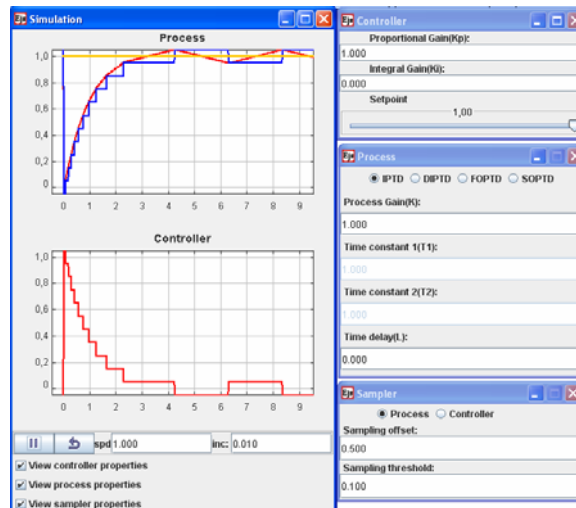 Simulation
Process
1,0
0,8
0,6
0,4
0,2
0
0 1 2 3 4 5 6 7 8 9
Controller
1,0
0,8
0,6
0,4
0,2
0
0 1 2 3 4 5 6 7 8 9
spd 1.000 inc: 0.010
View controller properties
View process properties
View sampler properties
Controller
Proportional Gain(Kp):
1.000
Integral Gain(Ki):
0.000
Setpoint
1,00
Process
IPTD DIPTD FOPTD SOPTD
Process Gain(K):
1.000
Time constant 1(T1):
1.000
Time constant 2(T2):
1.000
Time delay(L):
0.000
Sampler
Process Controller
Sampling offset:
0.500
Sampling threshold:
0.100